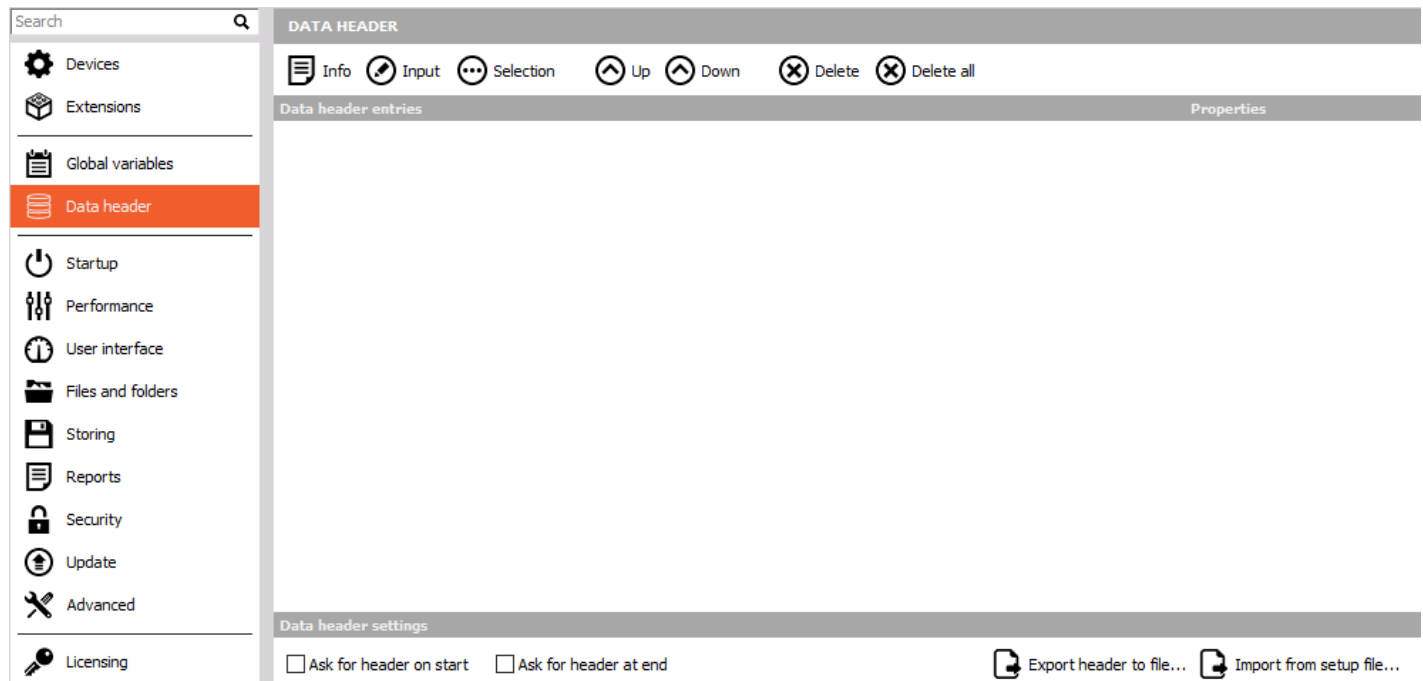 Search
Devices
Extensions
Global variables
Data header
Startup
Performance
User interface
Files and folders
Storing
Reports
Security
Update
Advanced
Licensing
DATA HEADER
Info Input Selection Up Down Delete Delete all
Data header entries Properties
Data header settings
Ask for header on start Ask for header at end Export header to file... Import from setup file...